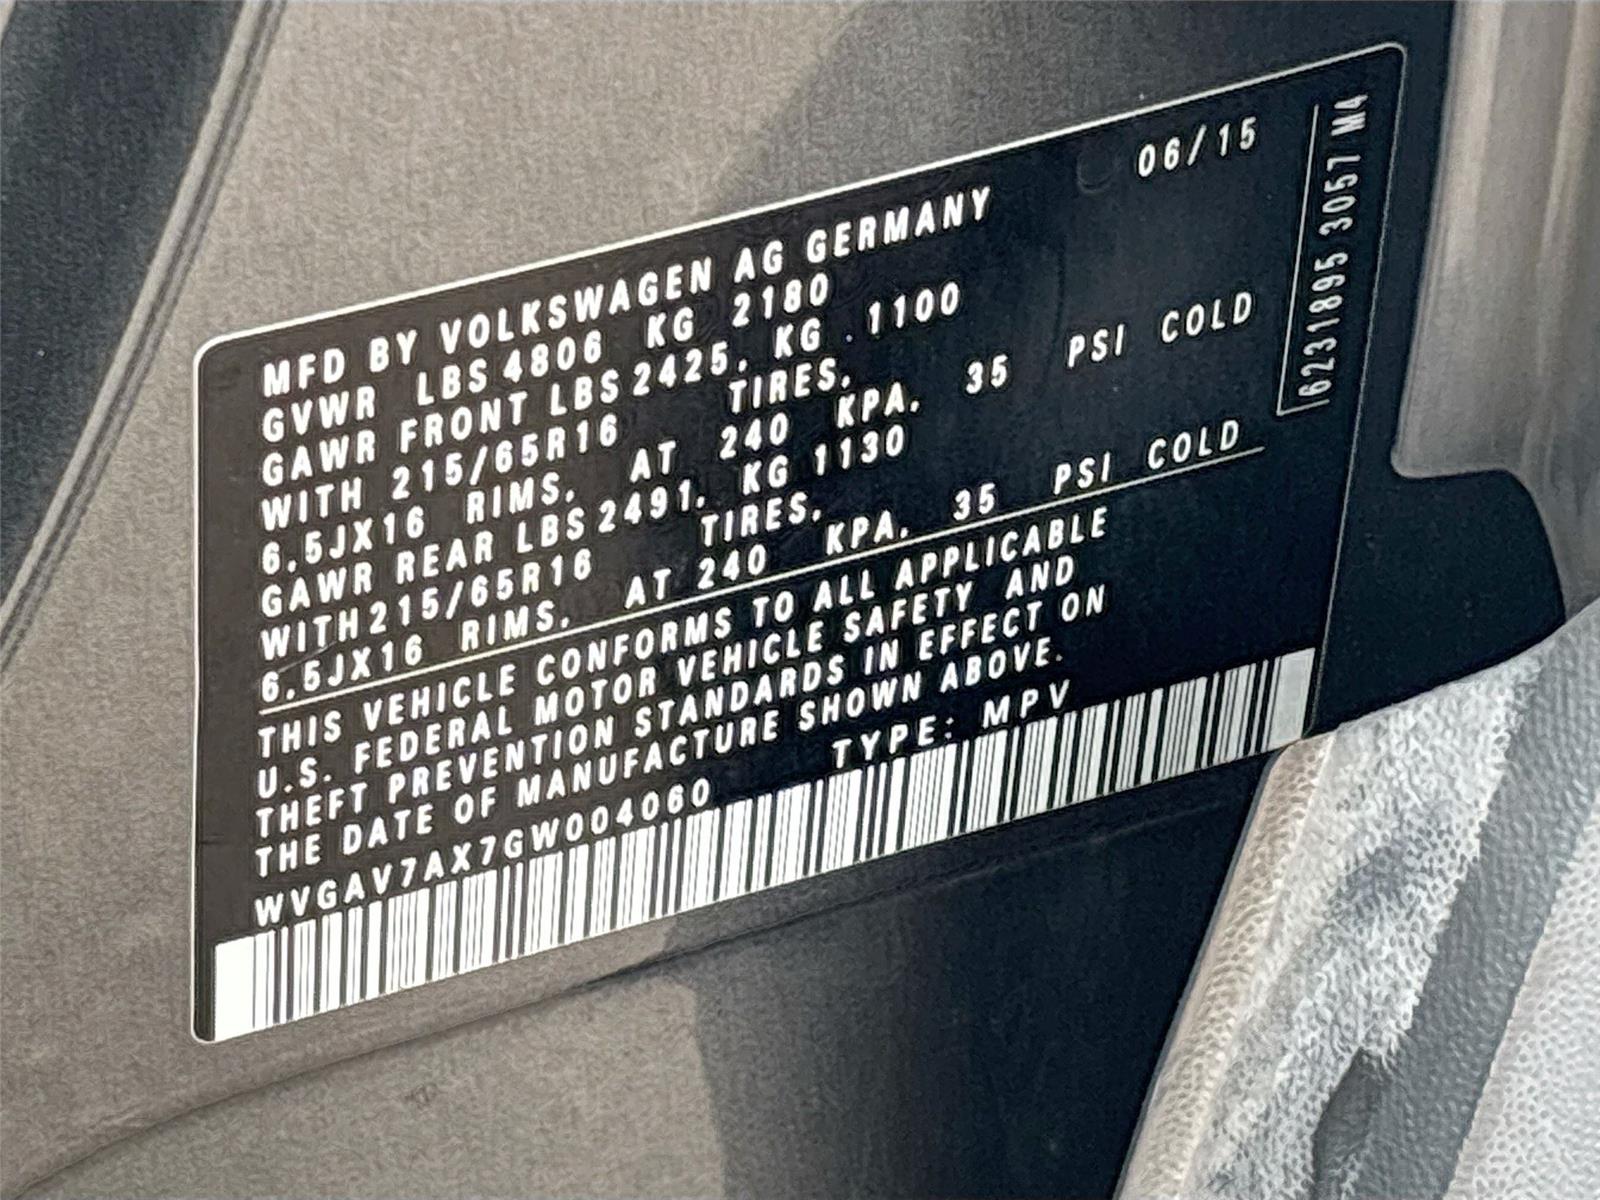 06/15
MFD BY VOLKSWAGEN AG GERMANY
GVWR LBS 4806 KG 2180
GAWR FRONT LBS 2425. KG . 1100
WITH 215/65R16 TIRES.
6.5JX16 RIMS. AT 240 KPA. 35 PSI COLD
GAWR REAR LBS 2491. KG 1130
WITH 215/65R16 TIRES.
6.5JX16 RIMS. AT 240 KPA. 35 PSI COLD
THIS VEHICLE CONFORMS TO ALL APPLICABLE
U.S. FEDERAL MOTOR VEHICLE SAFETY AND
THEFT PREVENTION STANDARDS IN EFFECT ON
THE DATE OF MANUFACTURE SHOWN ABOVE.
WVGAV7AX7GW004060 TYPE: MPV
6231895 3057 M4